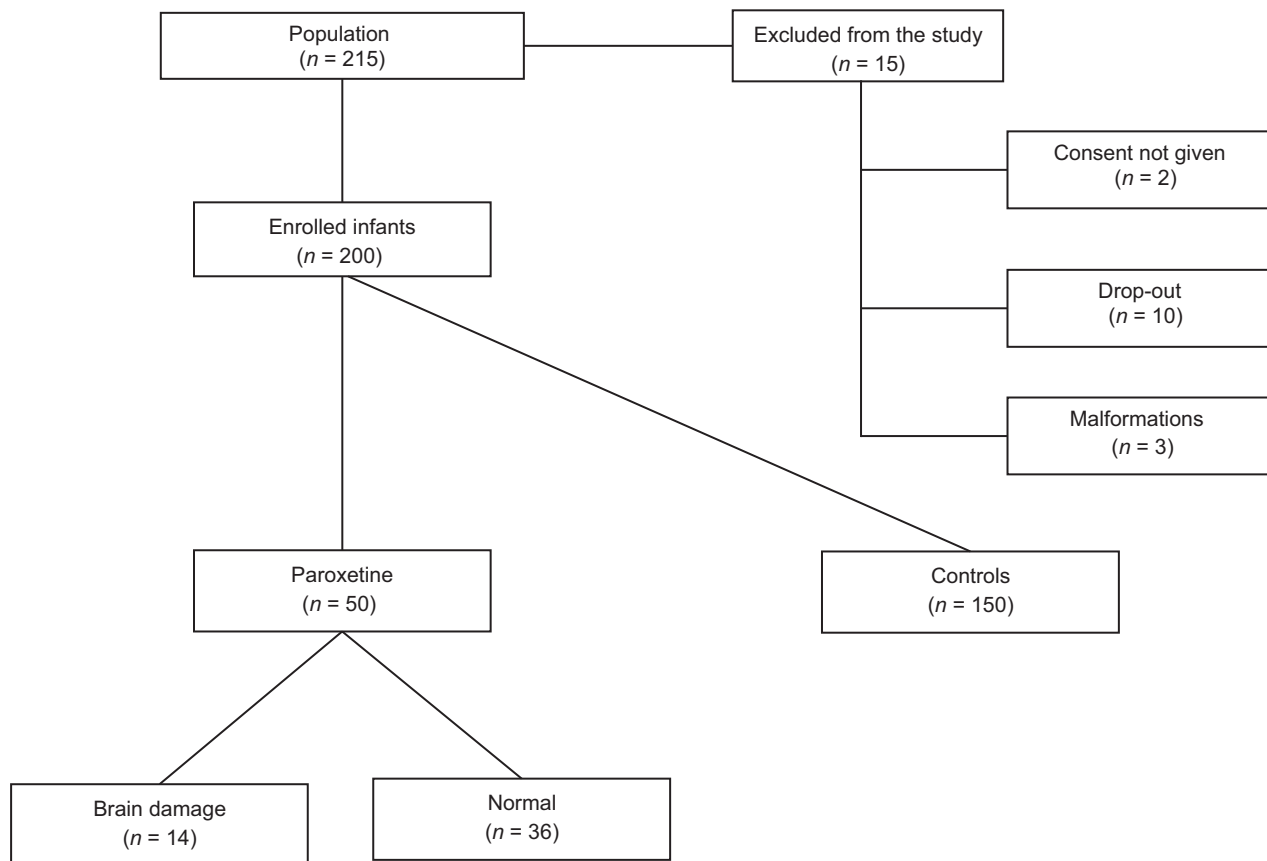 Population
(n = 215)
Excluded from the study
(n = 15)
Consent not given
(n = 2)
Enrolled infants
(n = 200)
Drop-out
(n = 10)
Malformations
(n = 3)
Paroxetine
(n = 50)
Controls
(n = 150)
Brain damage
(n = 14)
Normal
(n = 36)